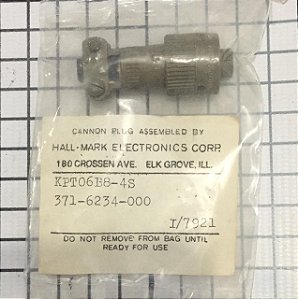 CANNON PLUG ASSEMBLED BY
HALL-MARK ELECTRONICS CORP.
180 CROSSEN AVE. ELK GROVE, ILL.
KPT06B8-4S
371-6234-000
I/7921
DO NOT REMOVE FROM BAG UNTIL
READY FOR USE